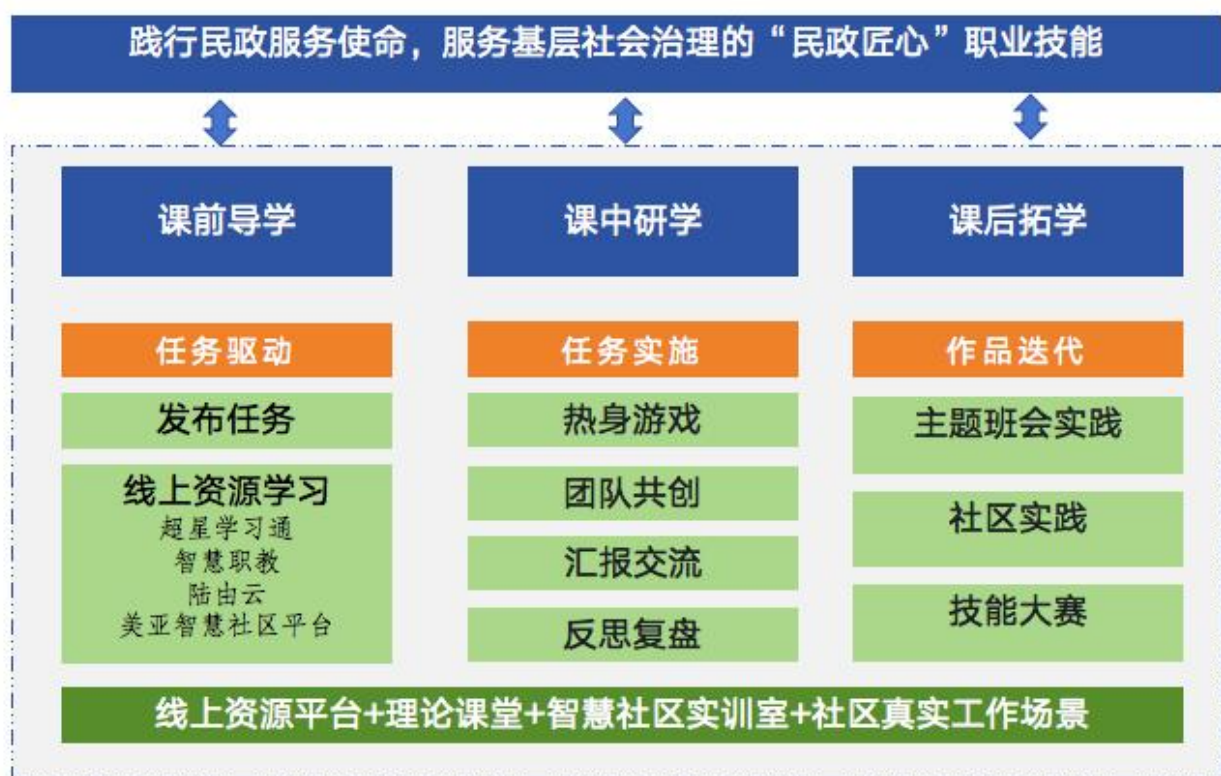 践行民政服务使命，服务基层社会治理的“民政匠心”职业技能
课前导学
课中研学
课后拓学
任务驱动
任务实施
作品迭代
发布任务
线上资源学习
超星学习通
智慧职教
陆由云
美亚智慧社区平台
热身游戏
团队共创
汇报交流
反思复盘
主题班会实践
社区实践
技能大赛
线上资源平台+理论课堂+智慧社区实训室+社区真实工作场景